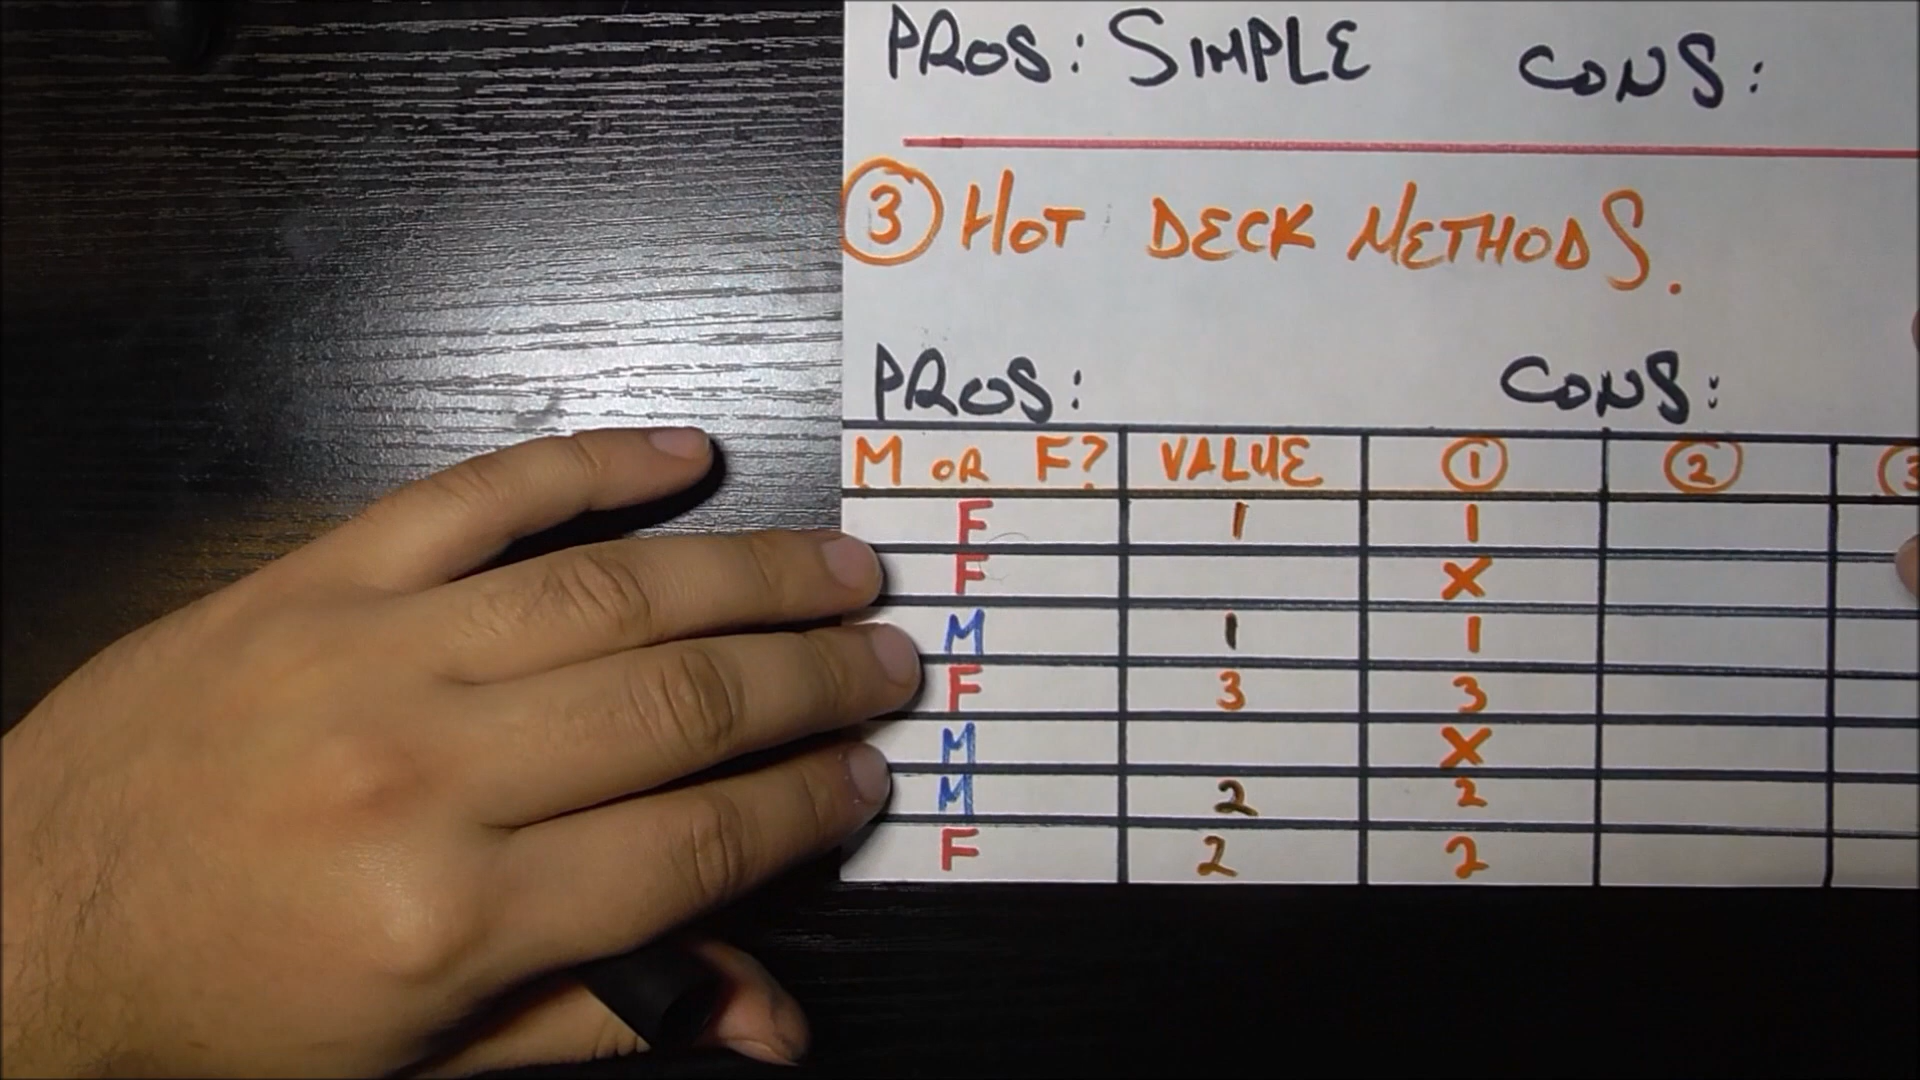 PROS: SIMPLE CONS:
③ HOT DECK METHODS.
PROS: CONS:
M OR F? VALUE ① ② ③
F 1 1
F X
M 1 1
F 3 3
M X
M 2 2
F 2 2